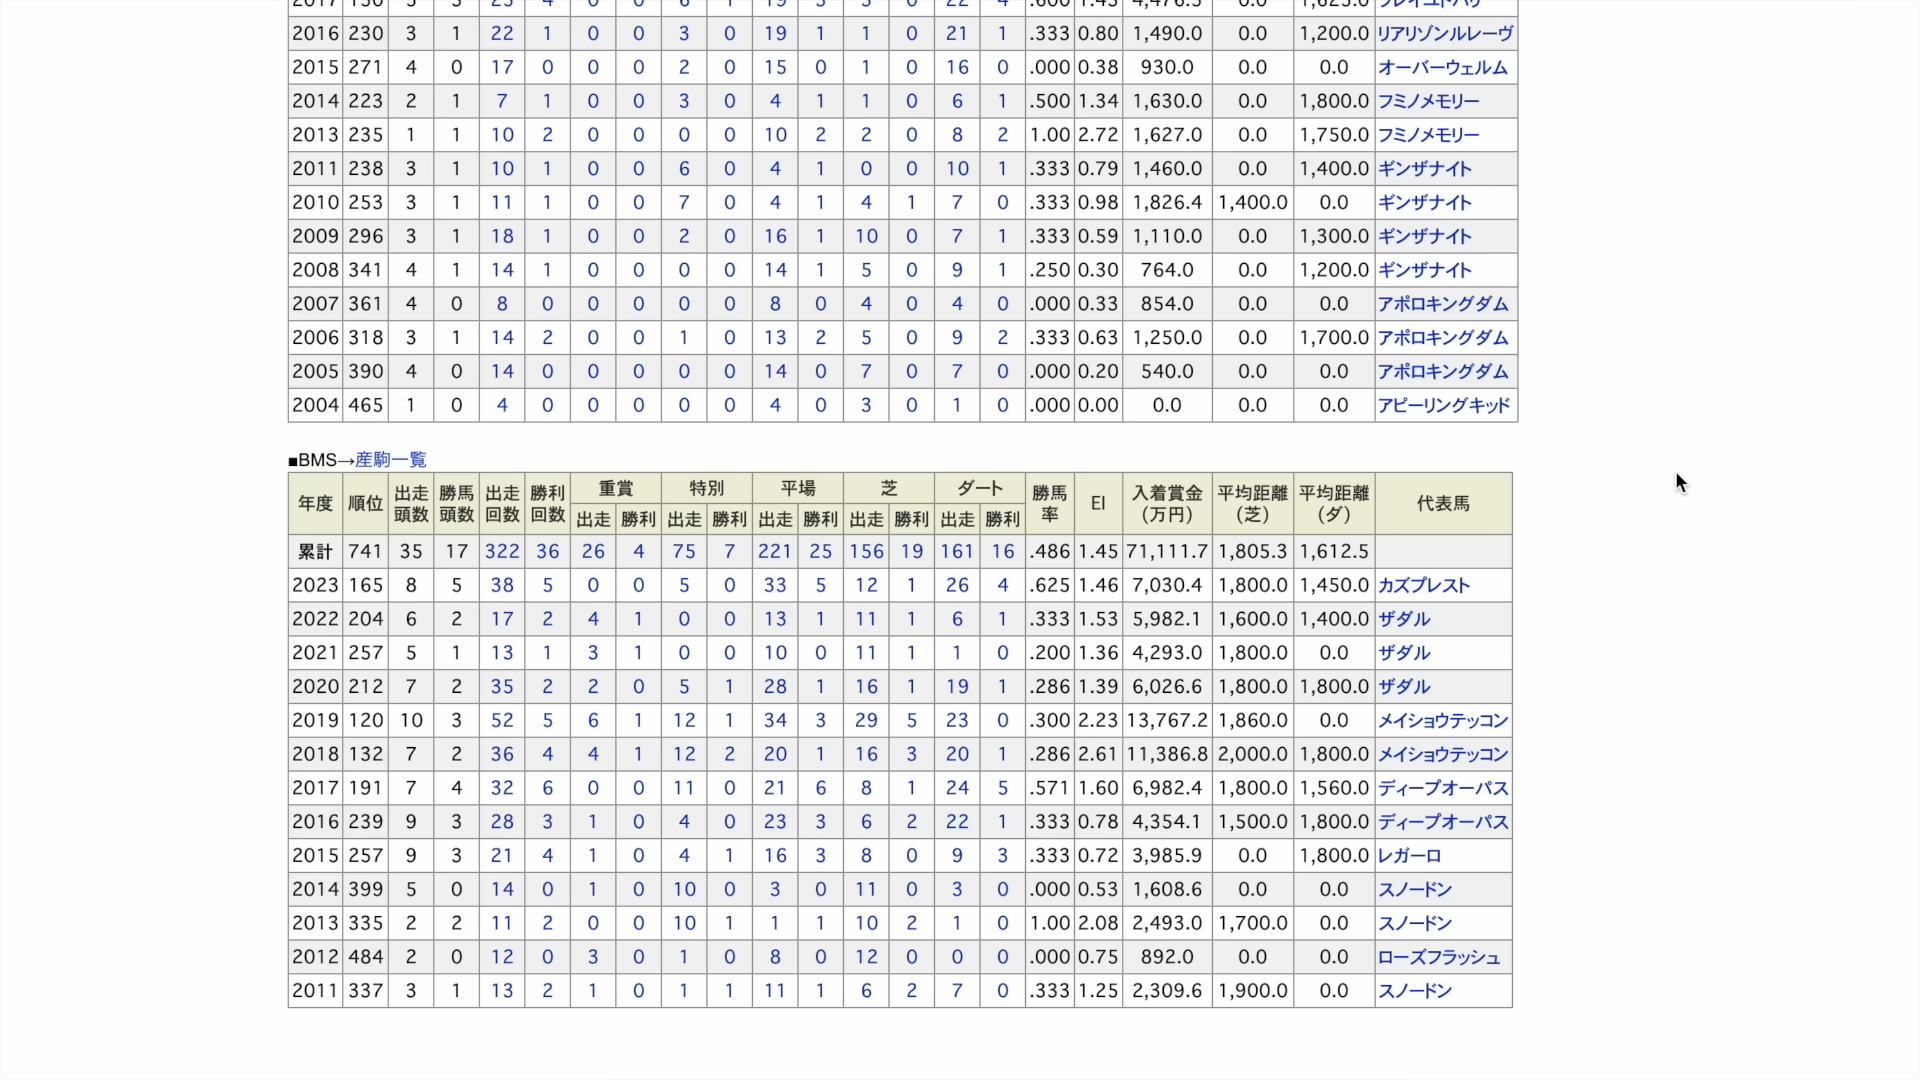 2016 230 3 1 22 1 0 0 3 0 19 1 1 0 21 1 .333 0.80 1,490.0 0.0 1,200.0 リアリゾンルレーヴ
2015 271 4 0 17 0 0 0 2 0 15 0 1 0 16 0 .000 0.38 930.0 0.0 0.0 オーバーウェルム
2014 223 2 1 7 1 0 0 3 0 4 1 1 0 6 1 .500 1.34 1,630.0 0.0 1,800.0 フミノメモリー
2013 235 1 1 10 2 0 0 0 0 10 2 2 0 8 2 1.00 2.72 1,627.0 0.0 1,750.0 フミノメモリー
2011 238 3 1 10 1 0 0 6 0 4 1 0 0 10 1 .333 0.79 1,460.0 0.0 1,400.0 ギンザナイト
2010 253 3 1 11 1 0 0 7 0 4 1 4 1 7 0 .333 0.98 1,826.4 1,400.0 0.0 ギンザナイト
2009 296 3 1 18 1 0 0 2 0 16 1 10 0 7 1 .333 0.59 1,110.0 0.0 1,300.0 ギンザナイト
2008 341 4 1 14 1 0 0 0 0 14 1 5 0 9 1 .250 0.30 764.0 0.0 1,200.0 ギンザナイト
2007 361 4 0 8 0 0 0 0 0 8 0 4 0 4 0 .000 0.33 854.0 0.0 0.0 アポロキングダム
2006 318 3 1 14 2 0 0 1 0 13 2 5 0 9 2 .333 0.63 1,250.0 0.0 1,700.0 アポロキングダム
2005 390 4 0 14 0 0 0 0 0 14 0 7 0 7 0 .000 0.20 540.0 0.0 0.0 アポロキングダム
2004 465 1 0 4 0 0 0 0 0 4 0 3 0 1 0 .000 0.00 0.0 0.0 0.0 アピーリングキッド
■BMS→産駒一覧
年度 順位 出走頭数 勝馬頭数 出走回数 勝利回数 重賞 特別 平場 芝 ダート 勝馬率 EI 入着賞金(万円) 平均距離(芝) 平均距離(ダ) 代表馬
出走 勝利 出走 勝利 出走 勝利 出走 勝利 出走 勝利
累計 741 35 17 322 36 26 4 75 7 221 25 156 19 161 16 .486 1.45 71,111.7 1,805.3 1,612.5
2023 165 8 5 38 5 0 0 5 0 33 5 12 1 26 4 .625 1.46 7,030.4 1,800.0 1,450.0 カズプレスト
2022 204 6 2 17 2 4 1 0 0 13 1 11 1 6 1 .333 1.53 5,982.1 1,600.0 1,400.0 ザダル
2021 257 5 1 13 1 3 1 0 0 10 0 11 1 1 0 .200 1.36 4,293.0 1,800.0 0.0 ザダル
2020 212 7 2 35 2 2 0 5 1 28 1 16 1 19 1 .286 1.39 6,026.6 1,800.0 1,800.0 ザダル
2019 120 10 3 52 5 6 1 12 1 34 3 29 5 23 0 .300 2.23 13,767.2 1,860.0 0.0 メイショウテッコン
2018 132 7 2 36 4 4 1 12 2 20 1 16 3 20 1 .286 2.61 11,386.8 2,000.0 1,800.0 メイショウテッコン
2017 191 7 4 32 6 0 0 11 0 21 6 8 1 24 5 .571 1.60 6,982.4 1,800.0 1,560.0 ディープオーパス
2016 239 9 3 28 3 1 0 4 0 23 3 6 2 22 1 .333 0.78 4,354.1 1,500.0 1,800.0 ディープオーパス
2015 257 9 3 21 4 1 0 4 1 16 3 8 0 9 3 .333 0.72 3,985.9 0.0 1,800.0 レガーロ
2014 399 5 0 14 0 1 0 10 0 3 0 11 0 3 0 .000 0.53 1,608.6 0.0 0.0 スノードン
2013 335 2 2 11 2 0 0 10 1 1 1 10 2 1 0 1.00 2.08 2,493.0 1,700.0 0.0 スノードン
2012 484 2 0 12 0 3 0 1 0 8 0 12 0 0 0 .000 0.75 892.0 0.0 0.0 ローズフラッシュ
2011 337 3 1 13 2 1 0 1 1 11 1 6 2 7 0 .333 1.25 2,309.6 1,900.0 0.0 スノードン